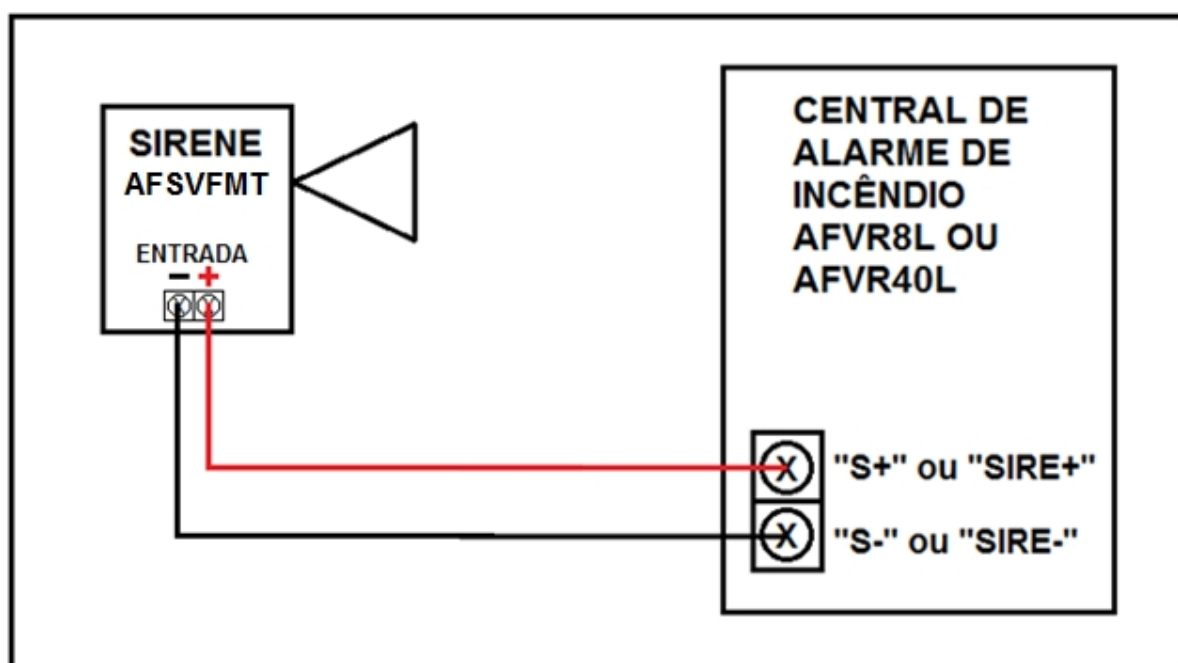 SIRENE
AFSVFMT
ENTRADA
- +
CENTRAL DE
ALARME DE
INCÊNDIO
AFVR8L OU
AFVR40L
X "S+" ou "SIRE+"
X "S-" ou "SIRE-"